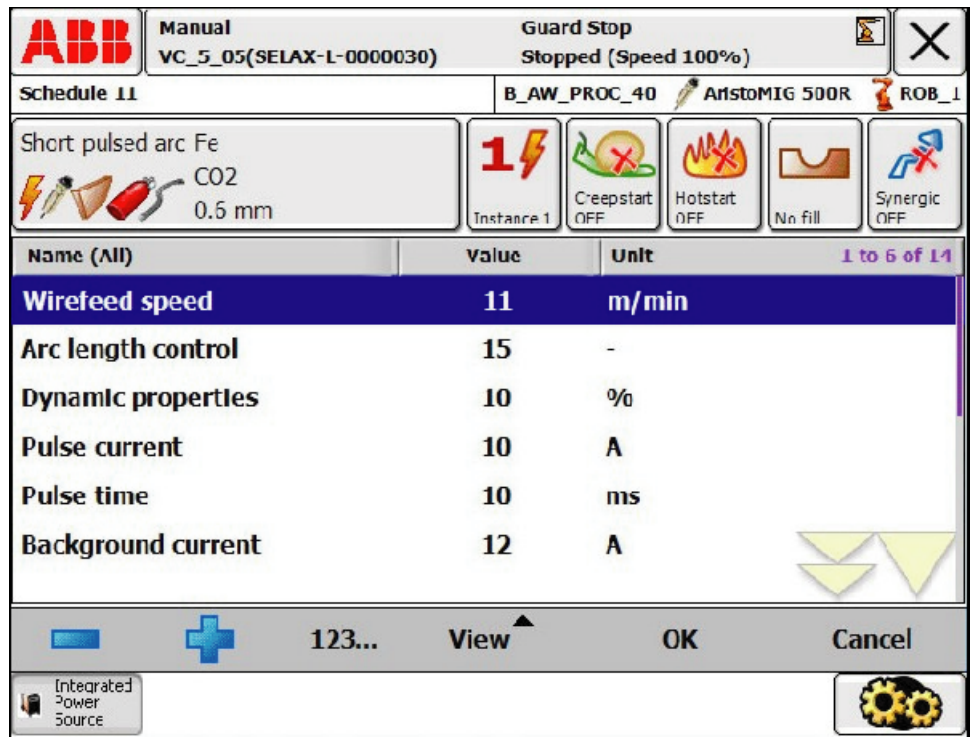 ABB
Manual
VC_5_05(SELAX-L-0000030)
Guard Stop
Stopped (Speed 100%)
Schedule 11
B_AW_PROC_40
AristoMIG 500R
ROB_1
Short pulsed arc Fe
CO2
0.6 mm
1
Instance 1
Creepstart
OFF
Hotstart
OFF
No fill
Synergic
OFF
Name (All) Value Unit 1 to 6 of 14
Wirefeed speed 11 m/min
Arc length control 15 -
Dynamic properties 10 %
Pulse current 10 A
Pulse time 10 ms
Background current 12 A
123... View OK Cancel
Integrated
Power
Source